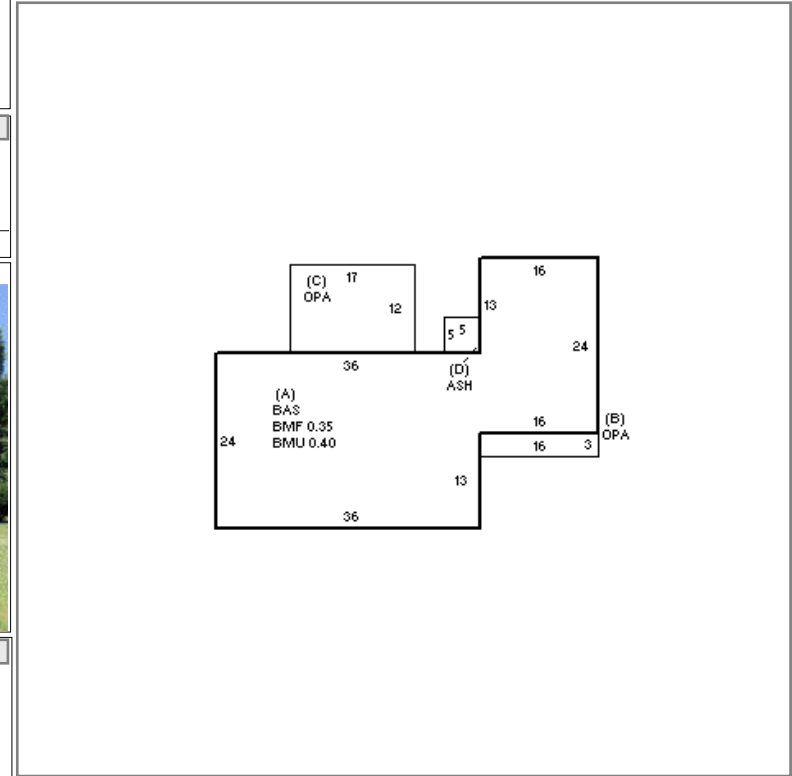 16
(C)
17
OPA
12
13
5
5
24
36
(D)
ASH
(A)
BAS
BMF 0.35
BMU 0.40
24
16
(B)
OPA
16
3
13
36